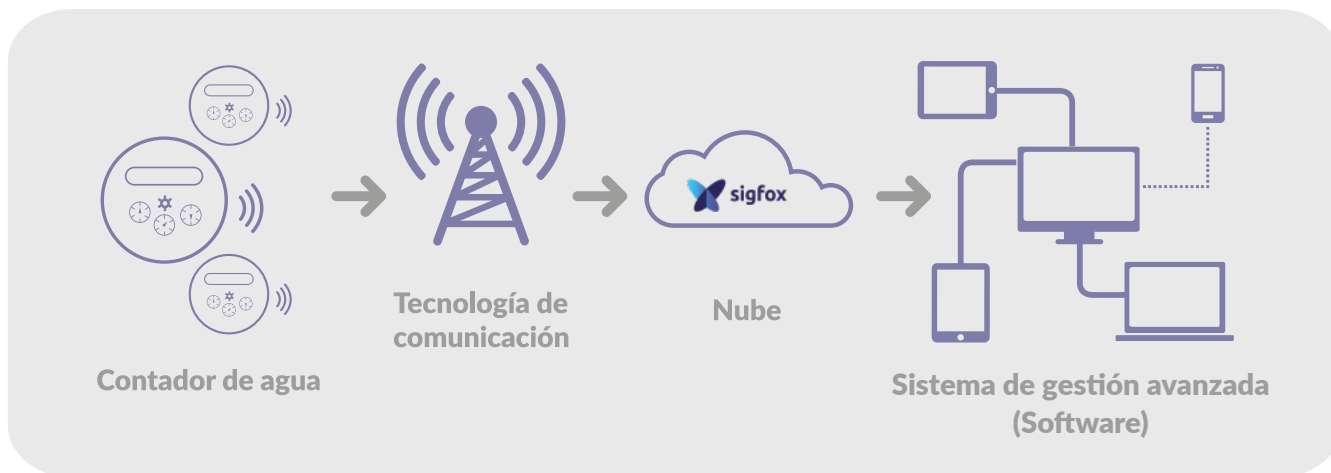 sigfox
Tecnología de
comunicación
Nube
Contador de agua
Sistema de gestión avanzada
(Software)